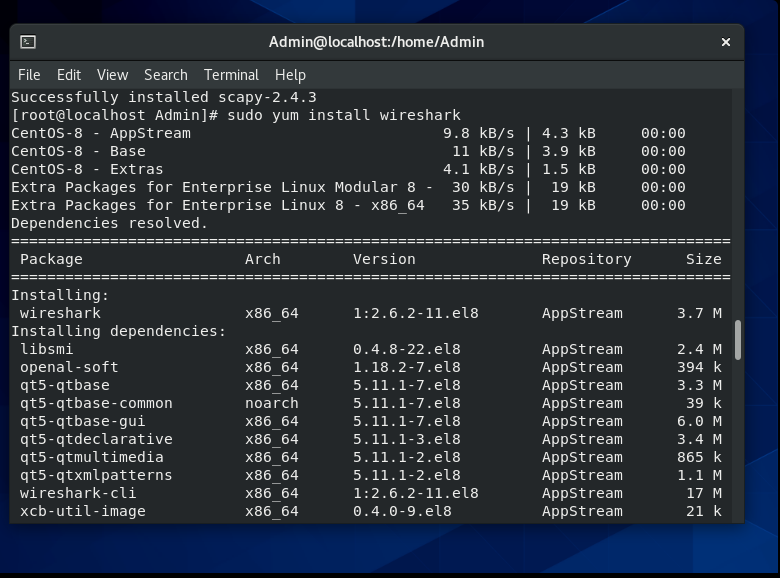 Admin@localhost:/home/Admin
File Edit View Search Terminal Help
Successfully installed scapy-2.4.3
[root@localhost Admin]# sudo yum install wireshark
CentOS-8 - AppStream 9.8 kB/s | 4.3 kB 00:00
CentOS-8 - Base 11 kB/s | 3.9 kB 00:00
CentOS-8 - Extras 4.1 kB/s | 1.5 kB 00:00
Extra Packages for Enterprise Linux Modular 8 - 30 kB/s | 19 kB 00:00
Extra Packages for Enterprise Linux 8 - x86_64 35 kB/s | 19 kB 00:00
Dependencies resolved.
================================================================================
Package Arch Version Repository Size
================================================================================
Installing:
wireshark x86_64 1:2.6.2-11.el8 AppStream 3.7 M
Installing dependencies:
libsmi x86_64 0.4.8-22.el8 AppStream 2.4 M
openal-soft x86_64 1.18.2-7.el8 AppStream 394 k
qt5-qtbase x86_64 5.11.1-7.el8 AppStream 3.3 M
qt5-qtbase-common noarch 5.11.1-7.el8 AppStream 39 k
qt5-qtbase-gui x86_64 5.11.1-7.el8 AppStream 6.0 M
qt5-qtdeclarative x86_64 5.11.1-3.el8 AppStream 3.4 M
qt5-qtmultimedia x86_64 5.11.1-2.el8 AppStream 865 k
qt5-qtxmlpatterns x86_64 5.11.1-2.el8 AppStream 1.1 M
wireshark-cli x86_64 1:2.6.2-11.el8 AppStream 17 M
xcb-util-image x86_64 0.4.0-9.el8 AppStream 21 k